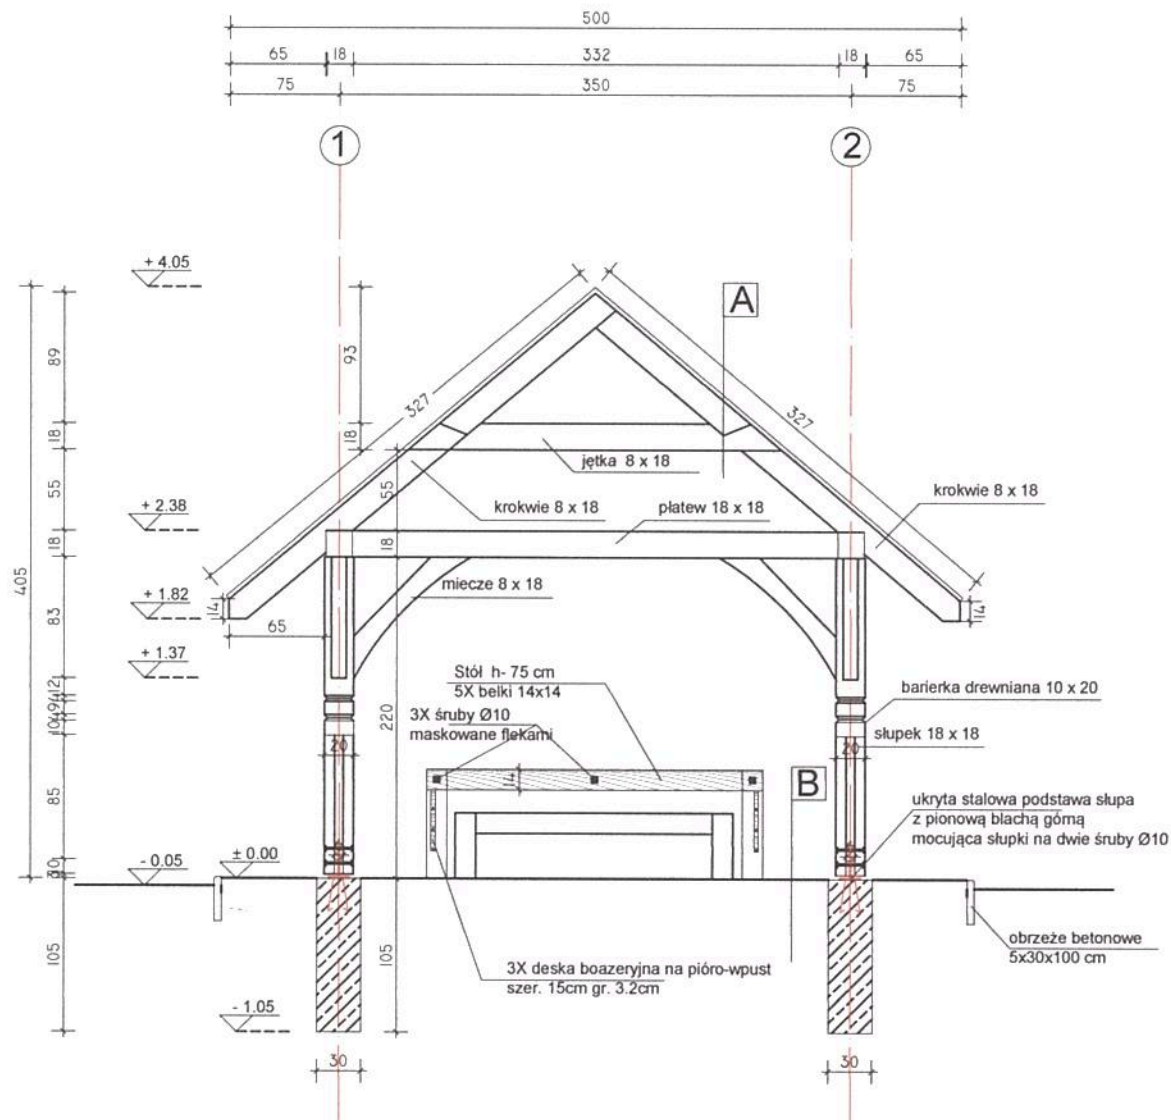 500
65 18 332 18 65
75 350 75
1 2
+ 4.05
A
89
93
327 327
18 18
jętka 8 x 18
55 55
krokwie 8 x 18
krokwie 8 x 18
płatew 18 x 18
+ 2.38
18 18
405
miecze 8 x 18
+ 1.82
14 14
83
65
+ 1.37
Stół h- 75 cm
5X belki 14x14
barierka drewniana 10 x 20
3X śruby Ø10
maskowane flekami
220
słupek 18 x 18
20 20
14
B
85
ukryta stalowa podstawa słupa
z pionową blachą górną
mocująca słupki na dwie śruby Ø10
- 0.05 ± 0.00
obrzeże betonowe
5x30x100 cm
105 105
3X deska boazeryjna na pióro-wpust
szer. 15cm gr. 3.2cm
- 1.05
30 30